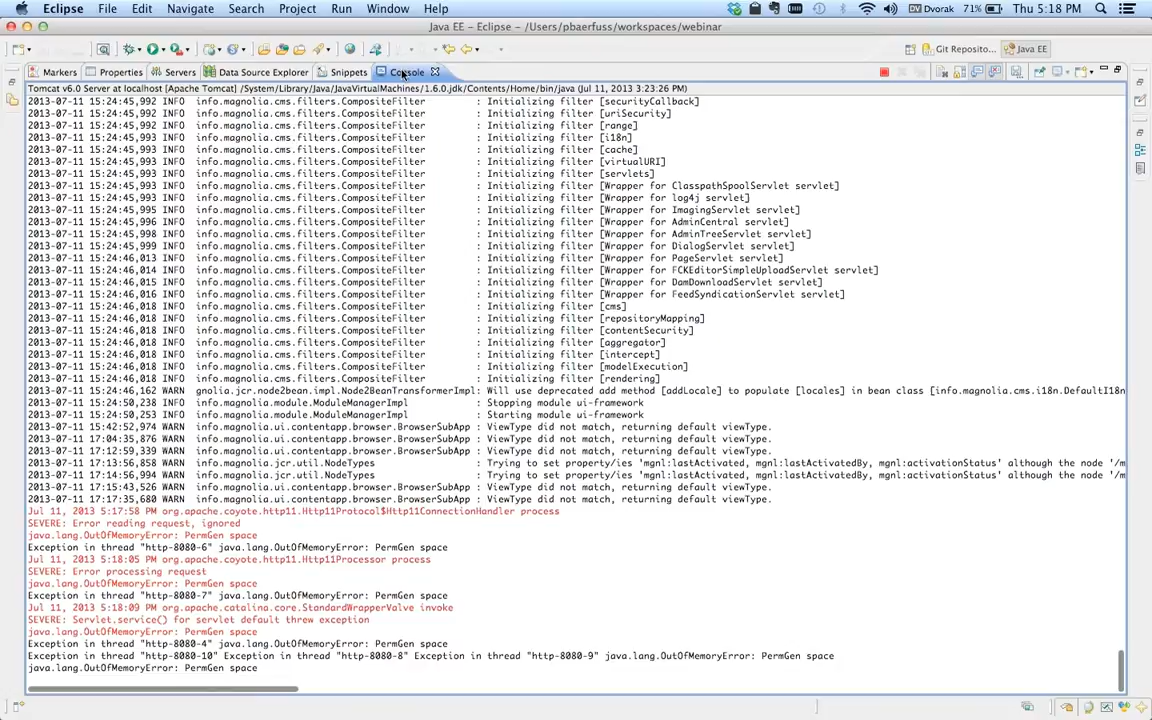 Eclipse File Edit Navigate Search Project Run Window Help Dvorak 71% Thu 5:18 PM
Java EE - Eclipse - /Users/pbaerfuss/workspaces/webinar
Git Reposito... Java EE
Markers Properties Servers Data Source Explorer Snippets Console
Tomcat v6.0 Server at localhost [Apache Tomcat] /System/Library/Java/JavaVirtualMachines/1.6.0.jdk/Contents/Home/bin/java (Jul 11, 2013 3:23:26 PM)
2013-07-11 15:24:45,992 INFO info.magnolia.cms.filters.CompositeFilter : Initializing filter [securityCallback]
2013-07-11 15:24:45,992 INFO info.magnolia.cms.filters.CompositeFilter : Initializing filter [uriSecurity]
2013-07-11 15:24:45,992 INFO info.magnolia.cms.filters.CompositeFilter : Initializing filter [range]
2013-07-11 15:24:45,993 INFO info.magnolia.cms.filters.CompositeFilter : Initializing filter [i18n]
2013-07-11 15:24:45,993 INFO info.magnolia.cms.filters.CompositeFilter : Initializing filter [cache]
2013-07-11 15:24:45,993 INFO info.magnolia.cms.filters.CompositeFilter : Initializing filter [virtualURI]
2013-07-11 15:24:45,993 INFO info.magnolia.cms.filters.CompositeFilter : Initializing filter [servlets]
2013-07-11 15:24:45,993 INFO info.magnolia.cms.filters.CompositeFilter : Initializing filter [Wrapper for ClasspathSpoolServlet servlet]
2013-07-11 15:24:45,993 INFO info.magnolia.cms.filters.CompositeFilter : Initializing filter [Wrapper for log4j servlet]
2013-07-11 15:24:45,995 INFO info.magnolia.cms.filters.CompositeFilter : Initializing filter [Wrapper for ImagingServlet servlet]
2013-07-11 15:24:45,996 INFO info.magnolia.cms.filters.CompositeFilter : Initializing filter [Wrapper for AdminCentral servlet]
2013-07-11 15:24:45,998 INFO info.magnolia.cms.filters.CompositeFilter : Initializing filter [Wrapper for AdminTreeServlet servlet]
2013-07-11 15:24:45,999 INFO info.magnolia.cms.filters.CompositeFilter : Initializing filter [Wrapper for DialogServlet servlet]
2013-07-11 15:24:46,013 INFO info.magnolia.cms.filters.CompositeFilter : Initializing filter [Wrapper for PageServlet servlet]
2013-07-11 15:24:46,014 INFO info.magnolia.cms.filters.CompositeFilter : Initializing filter [Wrapper for FCKEditorSimpleUploadServlet servlet]
2013-07-11 15:24:46,015 INFO info.magnolia.cms.filters.CompositeFilter : Initializing filter [Wrapper for DamDownloadServlet servlet]
2013-07-11 15:24:46,016 INFO info.magnolia.cms.filters.CompositeFilter : Initializing filter [Wrapper for FeedSyndicationServlet servlet]
2013-07-11 15:24:46,018 INFO info.magnolia.cms.filters.CompositeFilter : Initializing filter [cms]
2013-07-11 15:24:46,018 INFO info.magnolia.cms.filters.CompositeFilter : Initializing filter [repositoryMapping]
2013-07-11 15:24:46,018 INFO info.magnolia.cms.filters.CompositeFilter : Initializing filter [contentSecurity]
2013-07-11 15:24:46,018 INFO info.magnolia.cms.filters.CompositeFilter : Initializing filter [aggregator]
2013-07-11 15:24:46,018 INFO info.magnolia.cms.filters.CompositeFilter : Initializing filter [intercept]
2013-07-11 15:24:46,018 INFO info.magnolia.cms.filters.CompositeFilter : Initializing filter [modelExecution]
2013-07-11 15:24:46,018 INFO info.magnolia.cms.filters.CompositeFilter : Initializing filter [rendering]
2013-07-11 15:24:46,162 WARN gnolia.jcr.node2bean.impl.Node2BeanTransformerImpl: Will use deprecated add method [addLocale] to populate [locales] in bean class [info.magnolia.cms.i18n.DefaultI18n
2013-07-11 15:24:50,238 INFO info.magnolia.module.ModuleManagerImpl : Stopping module ui-framework
2013-07-11 15:24:50,253 INFO info.magnolia.module.ModuleManagerImpl : Starting module ui-framework
2013-07-11 15:42:52,974 WARN info.magnolia.ui.contentapp.browser.BrowserSubApp : ViewType did not match, returning default viewType.
2013-07-11 17:04:35,876 WARN info.magnolia.ui.contentapp.browser.BrowserSubApp : ViewType did not match, returning default viewType.
2013-07-11 17:12:59,339 WARN info.magnolia.ui.contentapp.browser.BrowserSubApp : ViewType did not match, returning default viewType.
2013-07-11 17:13:56,858 WARN info.magnolia.jcr.util.NodeTypes : Trying to set property/ies 'mgnl:lastActivated, mgnl:lastActivatedBy, mgnl:activationStatus' although the node '/m
2013-07-11 17:14:56,994 WARN info.magnolia.jcr.util.NodeTypes : Trying to set property/ies 'mgnl:lastActivated, mgnl:lastActivatedBy, mgnl:activationStatus' although the node '/m
2013-07-11 17:15:43,526 WARN info.magnolia.ui.contentapp.browser.BrowserSubApp : ViewType did not match, returning default viewType.
2013-07-11 17:17:35,680 WARN info.magnolia.ui.contentapp.browser.BrowserSubApp : ViewType did not match, returning default viewType.
Jul 11, 2013 5:17:58 PM org.apache.coyote.http11.Http11Protocol$Http11ConnectionHandler process
SEVERE: Error reading request, ignored
java.lang.OutOfMemoryError: PermGen space
Exception in thread "http-8080-6" java.lang.OutOfMemoryError: PermGen space
Jul 11, 2013 5:18:05 PM org.apache.coyote.http11.Http11Processor process
SEVERE: Error processing request
java.lang.OutOfMemoryError: PermGen space
Exception in thread "http-8080-7" java.lang.OutOfMemoryError: PermGen space
Jul 11, 2013 5:18:09 PM org.apache.catalina.core.StandardWrapperValve invoke
SEVERE: Servlet.service() for servlet default threw exception
java.lang.OutOfMemoryError: PermGen space
Exception in thread "http-8080-4" java.lang.OutOfMemoryError: PermGen space
Exception in thread "http-8080-10" Exception in thread "http-8080-8" Exception in thread "http-8080-9" java.lang.OutOfMemoryError: PermGen space
java.lang.OutOfMemoryError: PermGen space